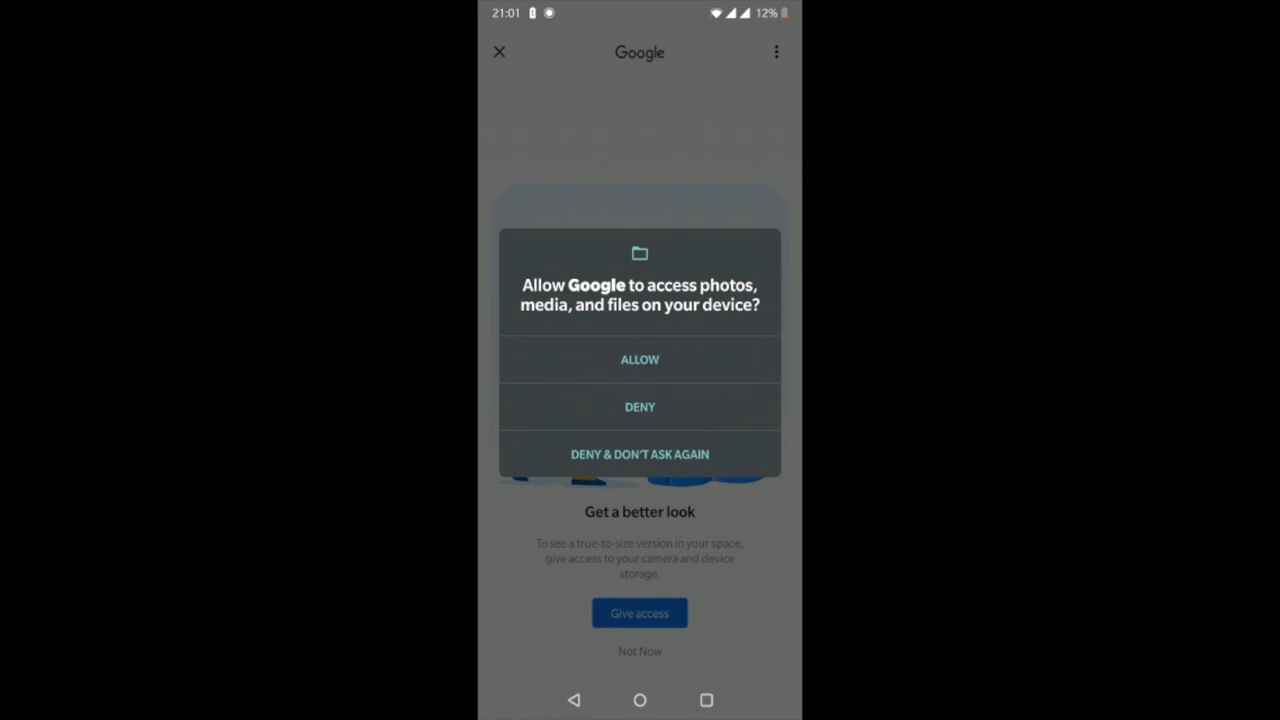 21:01 12%
Google
Allow Google to access photos,
media, and files on your device?
ALLOW
DENY
DENY & DON'T ASK AGAIN
Get a better look
To see a true-to-size version in your space,
give access to your camera and device
storage.
Give access
Not Now